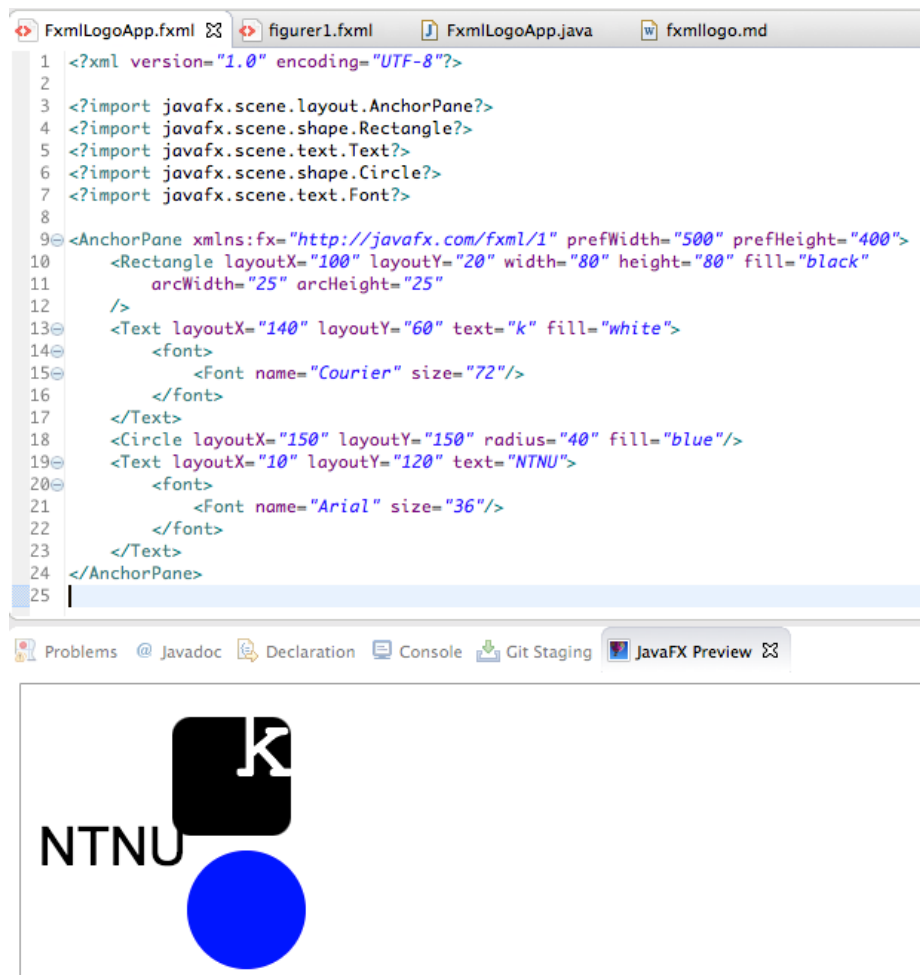 FxmlLogoApp.fxml figurer1.fxml FxmlLogoApp.java fxmllogo.md
1 <?xml version="1.0" encoding="UTF-8"?>
2
3 <?import javafx.scene.layout.AnchorPane?>
4 <?import javafx.scene.shape.Rectangle?>
5 <?import javafx.scene.text.Text?>
6 <?import javafx.scene.shape.Circle?>
7 <?import javafx.scene.text.Font?>
8
9 <AnchorPane xmlns:fx="http://javafx.com/fxml/1" prefWidth="500" prefHeight="400">
10     <Rectangle layoutX="100" layoutY="20" width="80" height="80" fill="black"
11         arcWidth="25" arcHeight="25"
12     />
13     <Text layoutX="140" layoutY="60" text="k" fill="white">
14         <font>
15             <Font name="Courier" size="72"/>
16         </font>
17     </Text>
18     <Circle layoutX="150" layoutY="150" radius="40" fill="blue"/>
19     <Text layoutX="10" layoutY="120" text="NTNU">
20         <font>
21             <Font name="Arial" size="36"/>
22         </font>
23     </Text>
24 </AnchorPane>
25
Problems @ Javadoc Declaration Console Git Staging JavaFX Preview
k
NTNU